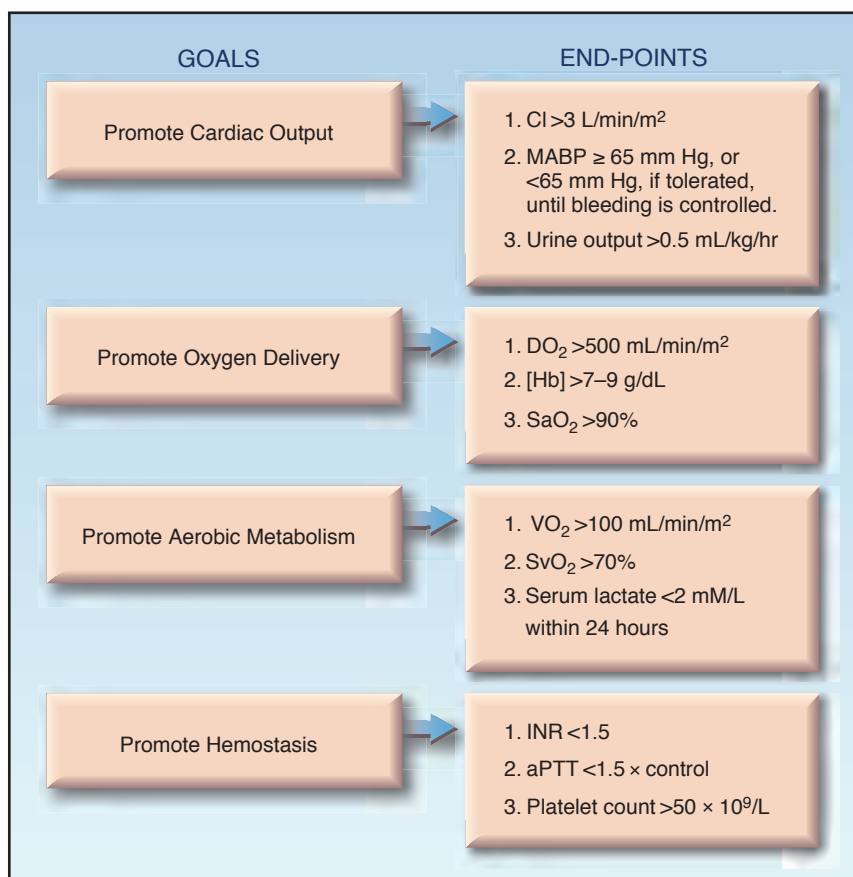 GOALS
END-POINTS
Promote Cardiac Output
1. CI >3 L/min/m²
2. MABP ≥ 65 mm Hg, or
<65 mm Hg, if tolerated,
until bleeding is controlled.
3. Urine output >0.5 mL/kg/hr
Promote Oxygen Delivery
1. DO₂ >500 mL/min/m²
2. [Hb] >7–9 g/dL
3. SaO₂ >90%
Promote Aerobic Metabolism
1. VO₂ >100 mL/min/m²
2. SvO₂ >70%
3. Serum lactate <2 mM/L
within 24 hours
Promote Hemostasis
1. INR <1.5
2. aPTT <1.5 × control
3. Platelet count >50 × 10⁹/L